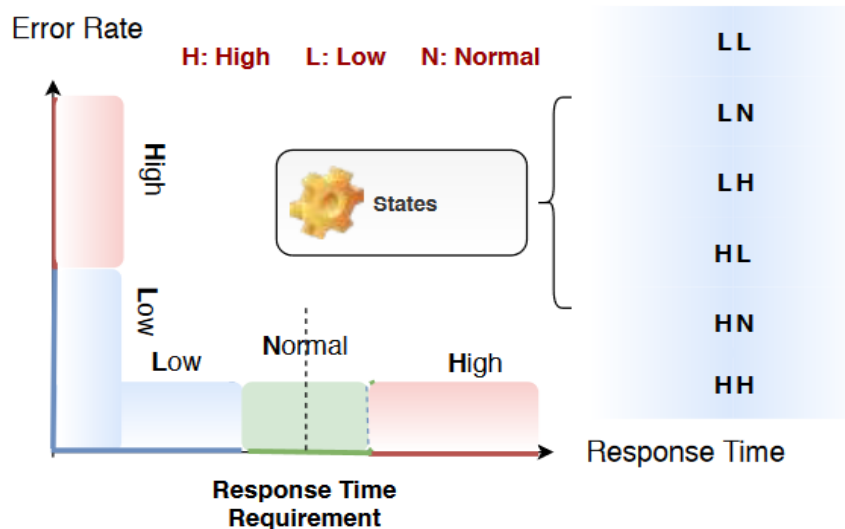 Error Rate
H: High L: Low N: Normal
High
Low
Low
Normal
High
States
Response Time
Requirement
Response Time
LL
LN
LH
HL
HN
HH